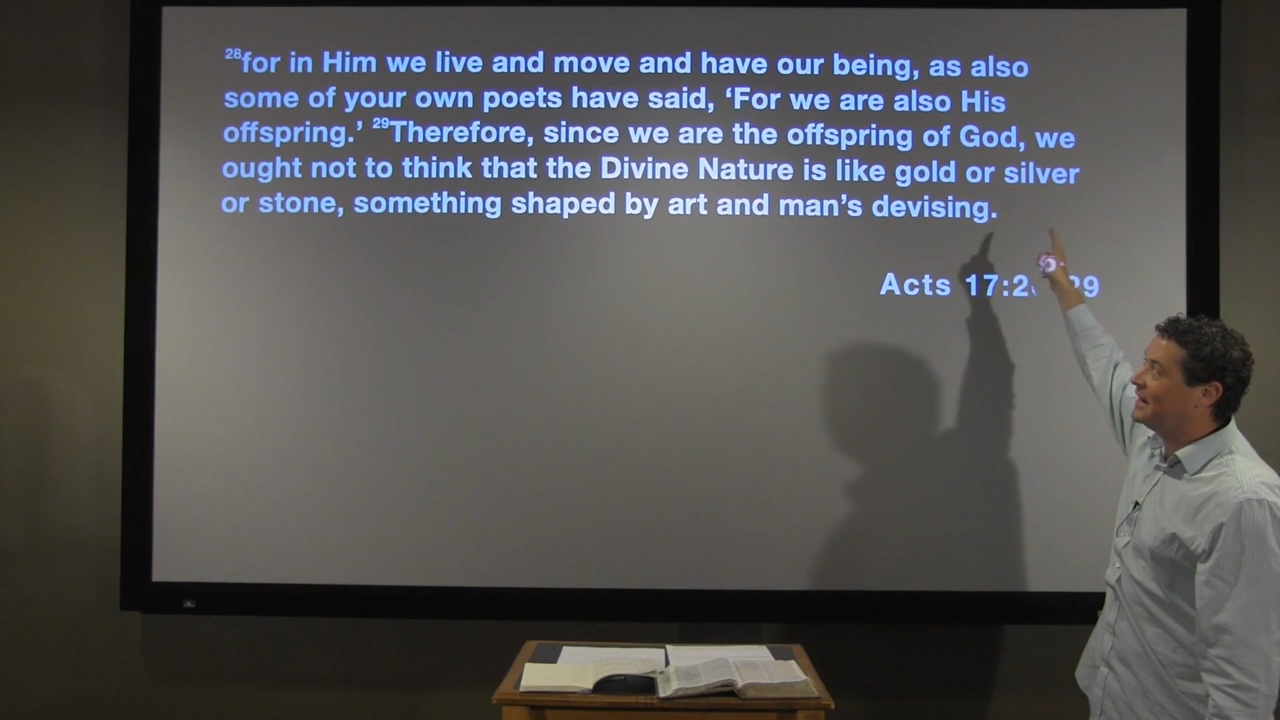 ²⁸for in Him we live and move and have our being, as also
some of your own poets have said, ‘For we are also His
offspring.’ ²⁹Therefore, since we are the offspring of God, we
ought not to think that the Divine Nature is like gold or silver
or stone, something shaped by art and man’s devising.
Acts